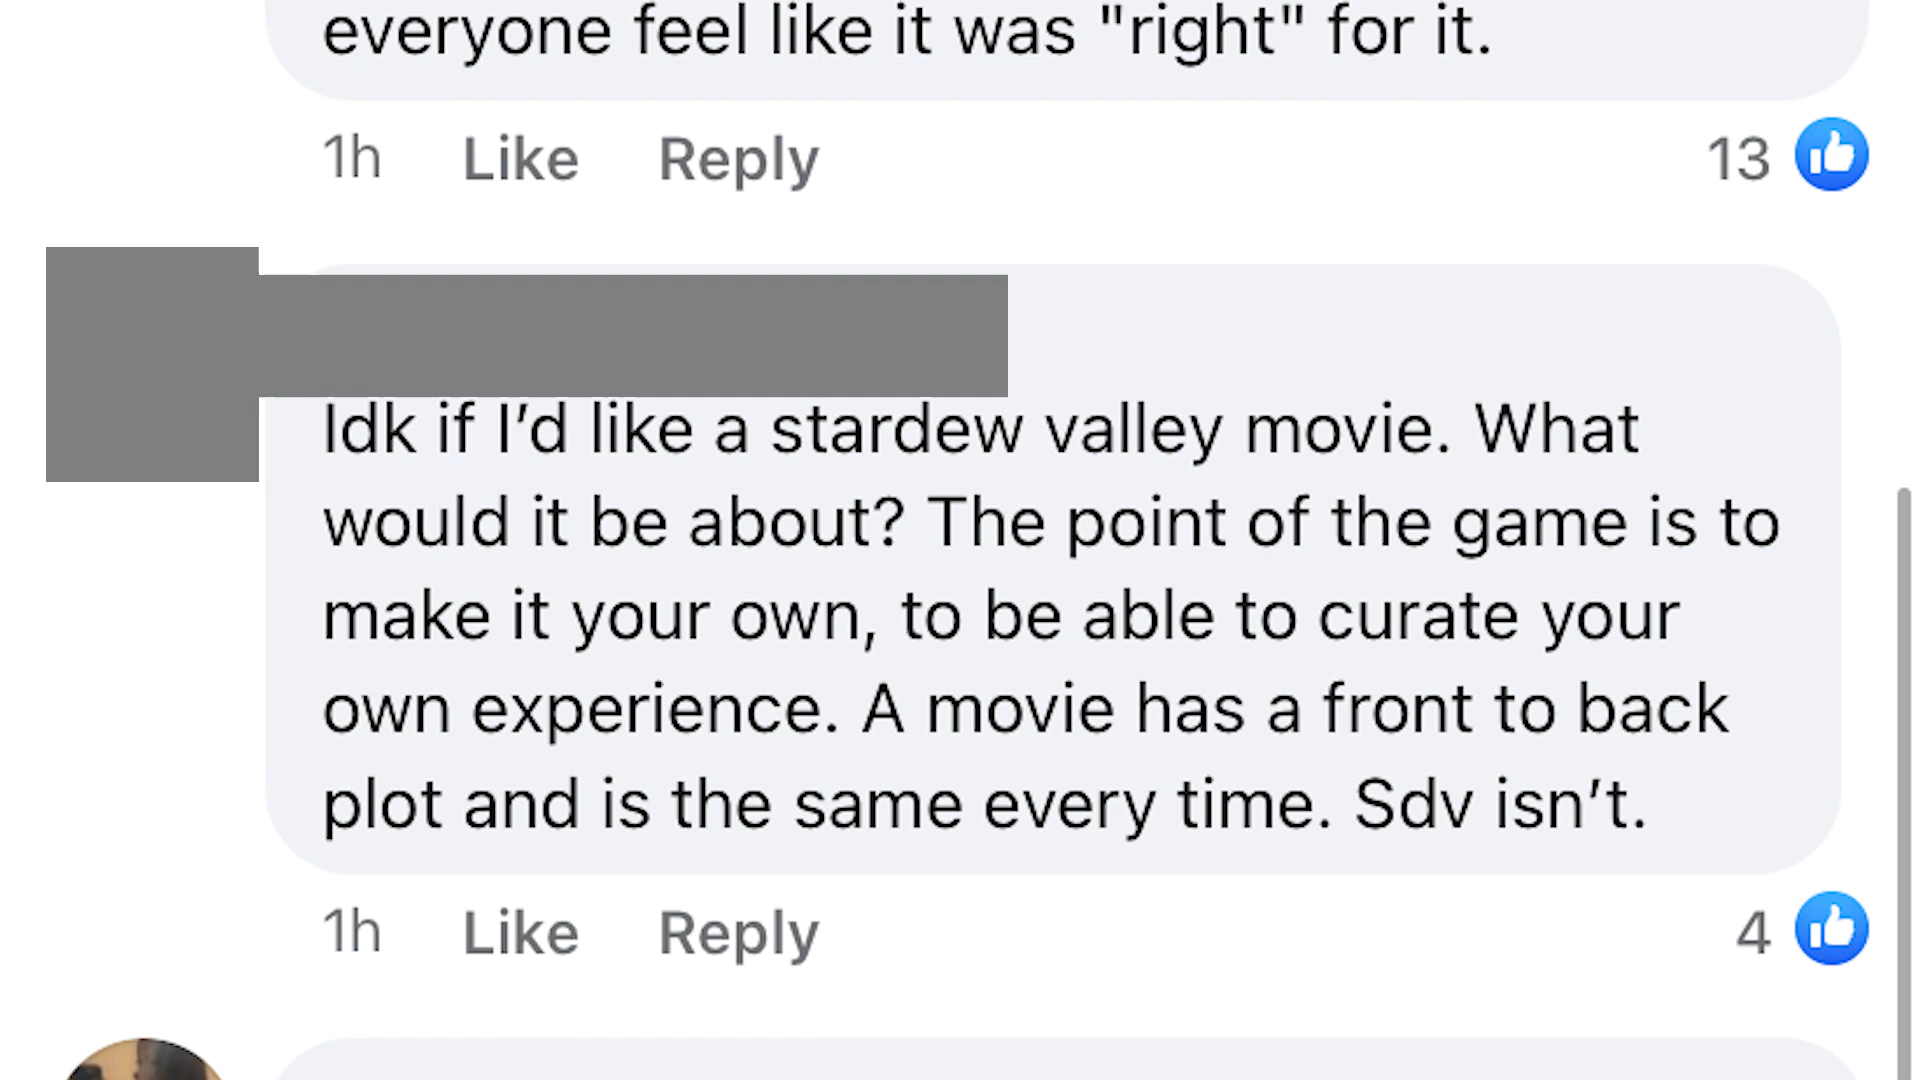 everyone feel like it was "right" for it.
1h Like Reply 13
Idk if I’d like a stardew valley movie. What
would it be about? The point of the game is to
make it your own, to be able to curate your
own experience. A movie has a front to back
plot and is the same every time. Sdv isn’t.
1h Like Reply 4